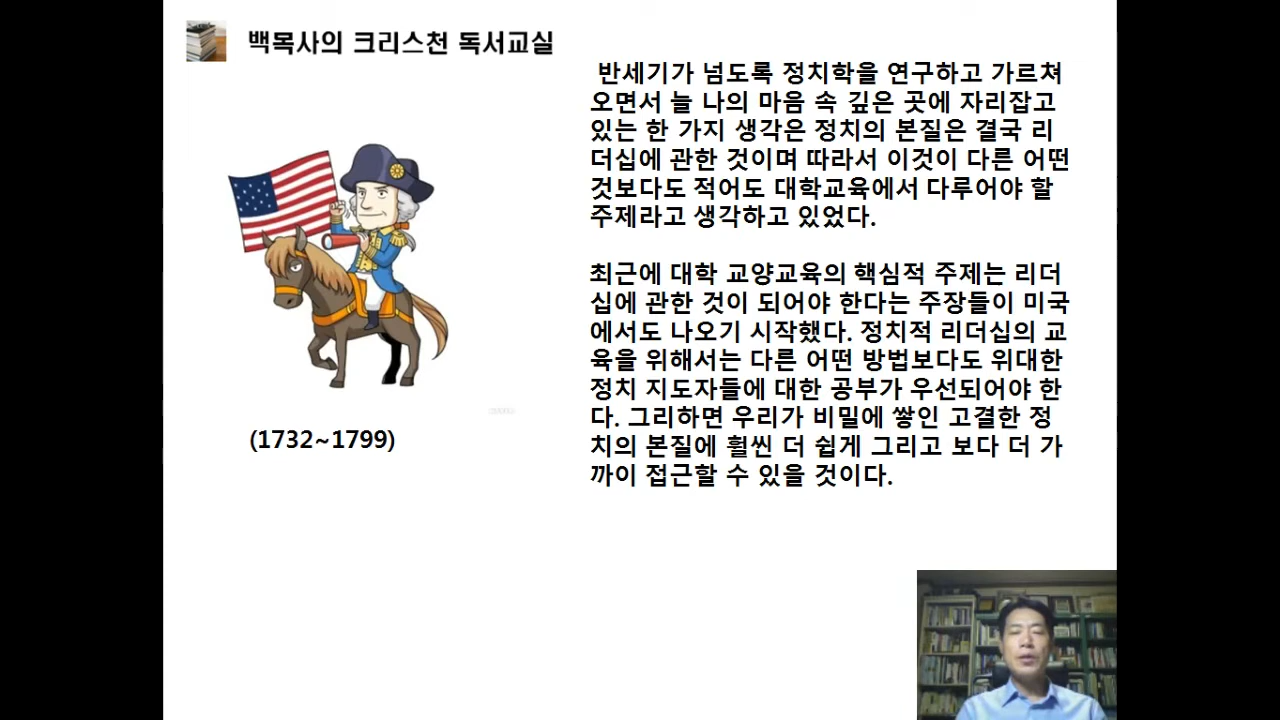 백목사의 크리스천 독서교실
반세기가 넘도록 정치학을 연구하고 가르쳐
오면서 늘 나의 마음 속 깊은 곳에 자리잡고
있는 한 가지 생각은 정치의 본질은 결국 리
더십에 관한 것이며 따라서 이것이 다른 어떤
것보다도 적어도 대학교육에서 다루어야 할
주제라고 생각하고 있었다.
최근에 대학 교양교육의 핵심적 주제는 리더
십에 관한 것이 되어야 한다는 주장들이 미국
에서도 나오기 시작했다. 정치적 리더십의 교
육을 위해서는 다른 어떤 방법보다도 위대한
정치 지도자들에 대한 공부가 우선되어야 한
다. 그리하면 우리가 비밀에 쌓인 고결한 정
치의 본질에 훨씬 더 쉽게 그리고 보다 더 가
까이 접근할 수 있을 것이다.
(1732~1799)